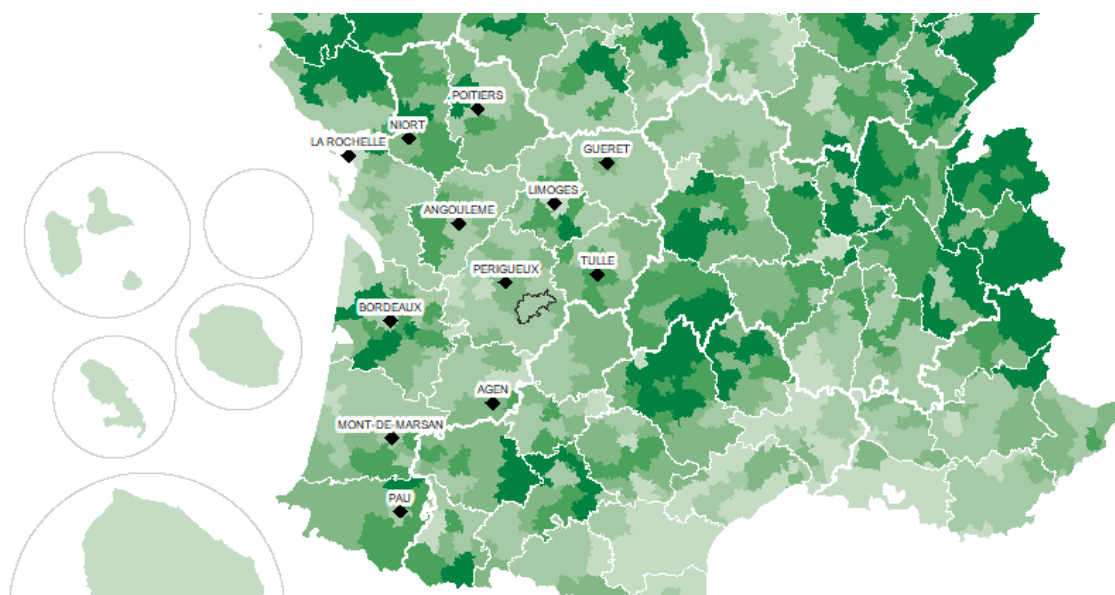 POITIERS
NIORT
LA ROCHELLE
GUERET
LIMOGES
ANGOULEME
PERIGUEUX
TULLE
BORDEAUX
AGEN
MONT-DE-MARSAN
PAU